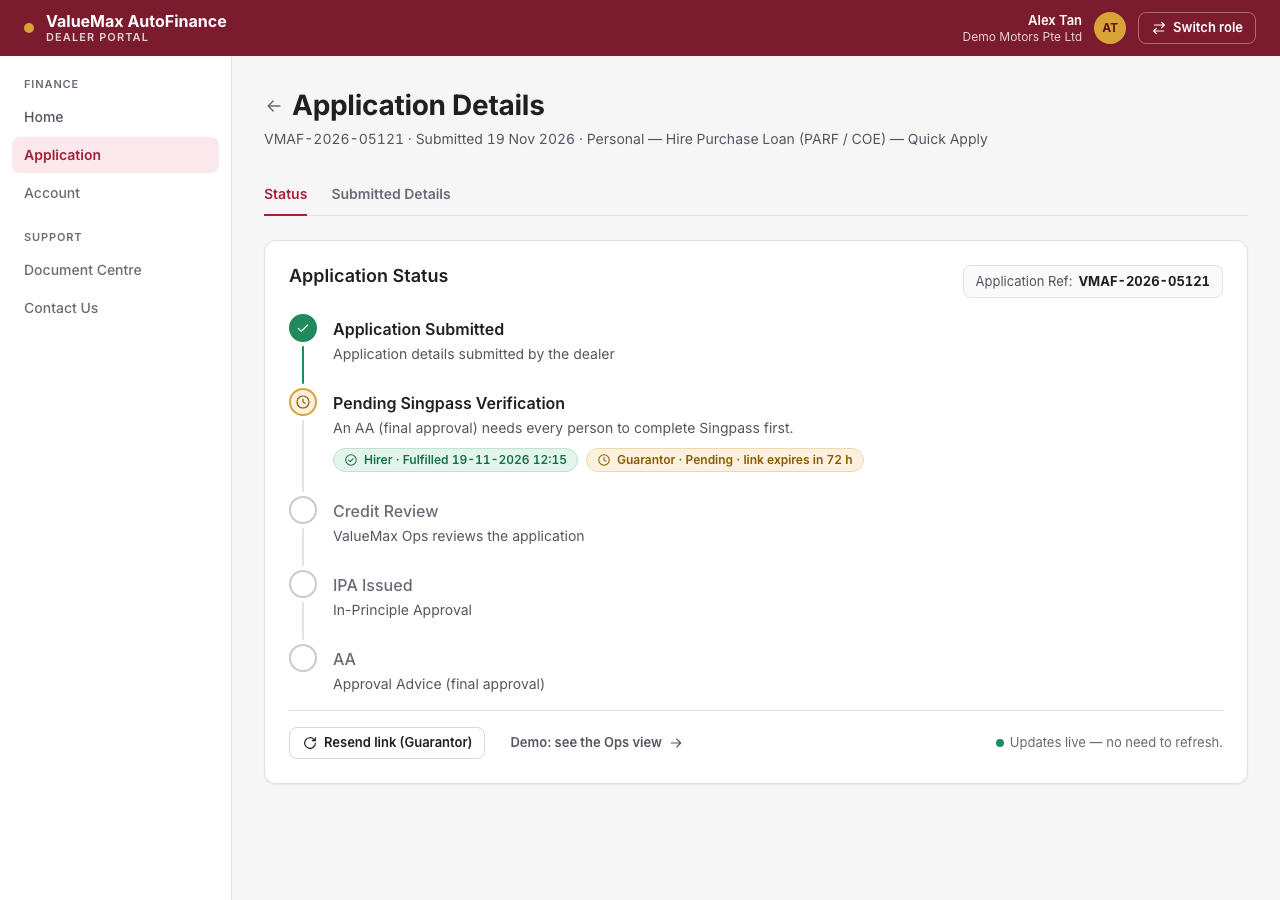 ValueMax AutoFinance
DEALER PORTAL
Alex Tan
Demo Motors Pte Ltd
AT
Switch role
FINANCE
Home
Application
Account
SUPPORT
Document Centre
Contact Us
Application Details
VMAF-2026-05121 · Submitted 19 Nov 2026 · Personal — Hire Purchase Loan (PARF / COE) — Quick Apply
Status
Submitted Details
Application Status
Application Ref: VMAF-2026-05121
Application Submitted
Application details submitted by the dealer
Pending Singpass Verification
An AA (final approval) needs every person to complete Singpass first.
Hirer · Fulfilled 19-11-2026 12:15
Guarantor · Pending · link expires in 72 h
Credit Review
ValueMax Ops reviews the application
IPA Issued
In-Principle Approval
AA
Approval Advice (final approval)
Resend link (Guarantor)
Demo: see the Ops view
Updates live — no need to refresh.